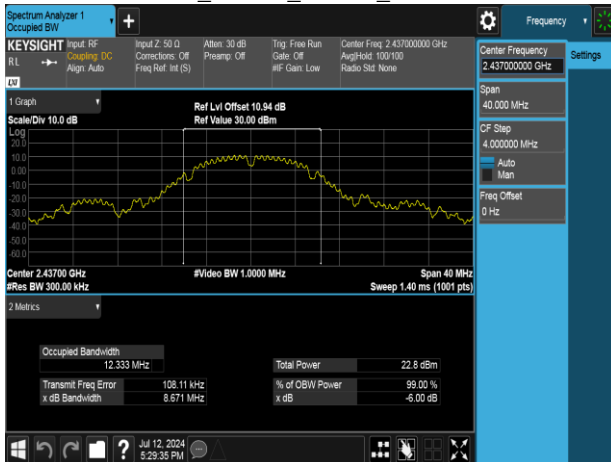 Spectrum Analyzer 1
Occupied BW
Frequency
KEYSIGHT Input: RF Input Z: 50 Ω Atten: 30 dB Trig: Free Run Center Freq: 2.437000000 GHz
RL Coupling: DC Corrections: Off Preamp: Off Gate: Off Avg|Hold: 100/100
Align: Auto Freq Ref: Int (S) #IF Gain: Low Radio Std: None
LXI
Center Frequency
2.437000000 GHz
Settings
Span
40.000 MHz
CF Step
4.000000 MHz
Auto
Man
Freq Offset
0 Hz
1 Graph
Scale/Div 10.0 dB
Ref Lvl Offset 10.94 dB
Ref Value 30.00 dBm
Log
20.0
10.0
0.00
-10.0
-20.0
-30.0
-40.0
-50.0
-60.0
Center 2.43700 GHz #Video BW 1.0000 MHz Span 40 MHz
#Res BW 300.00 kHz Sweep 1.40 ms (1001 pts)
2 Metrics
Occupied Bandwidth
12.333 MHz
Total Power 22.8 dBm
Transmit Freq Error 108.11 kHz % of OBW Power 99.00 %
x dB Bandwidth 8.671 MHz x dB -6.00 dB
? Jul 12, 2024
5:29:35 PM